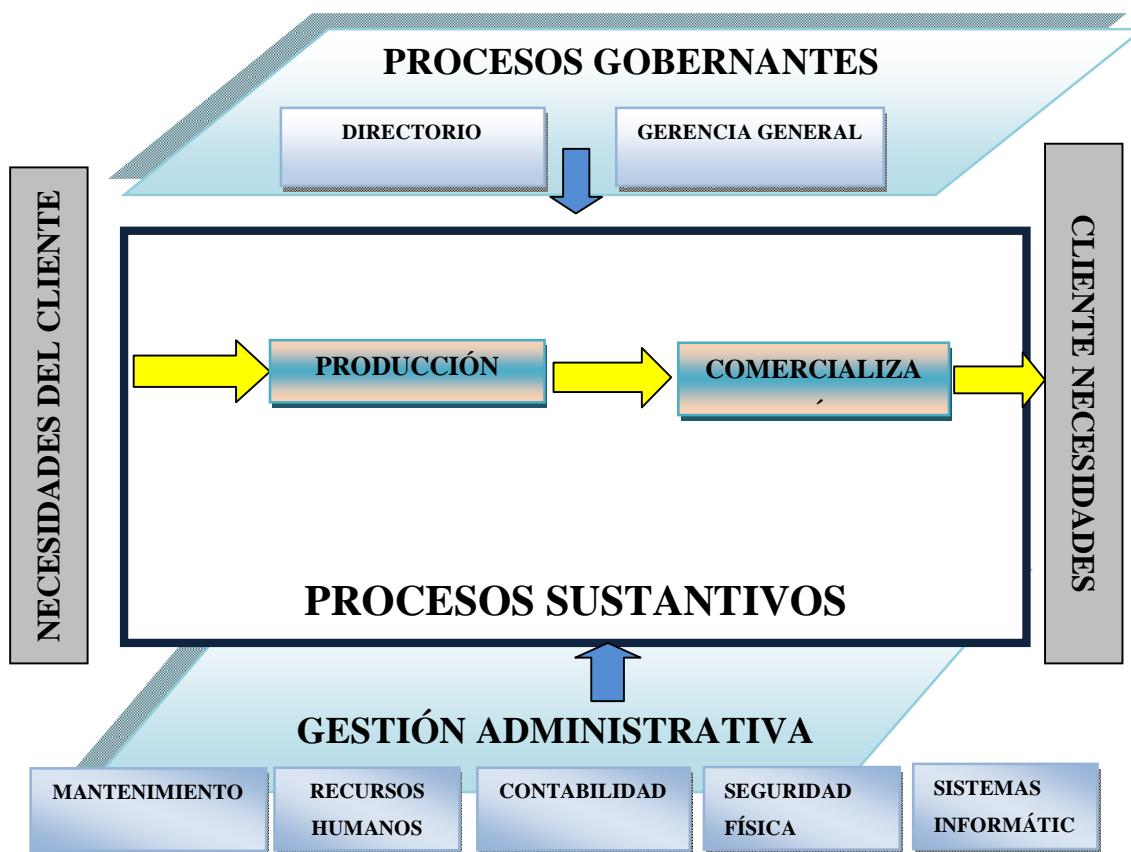 PROCESOS GOBERNANTES
DIRECTORIO
GERENCIA GENERAL
NECESIDADES DEL CLIENTE
CLIENTE NECESIDADES
PRODUCCIÓN
COMERCIALIZA
PROCESOS SUSTANTIVOS
GESTIÓN ADMINISTRATIVA
MANTENIMIENTO
RECURSOS
HUMANOS
CONTABILIDAD
SEGURIDAD
FÍSICA
SISTEMAS
INFORMÁTIC